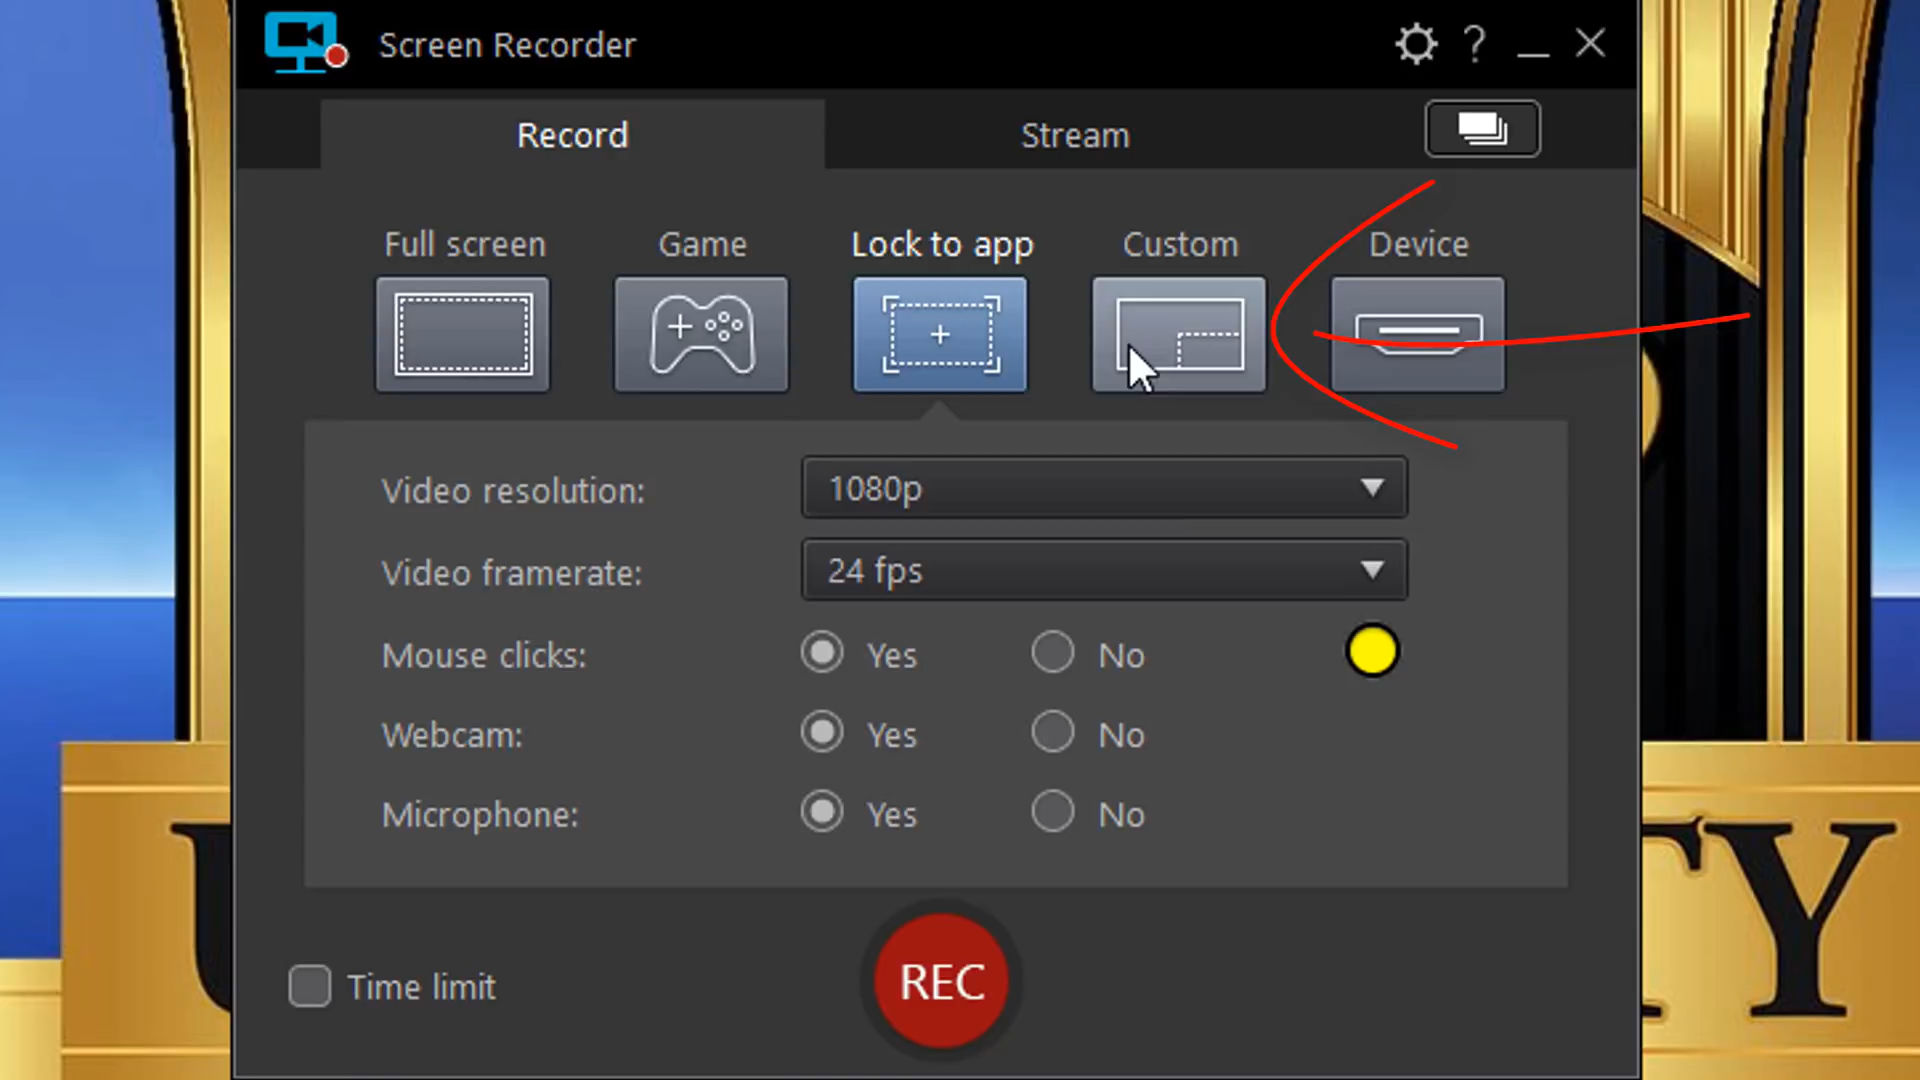 Screen Recorder
?
Record Stream
Full screen Game Lock to app Custom Device
Video resolution: 1080p
Video framerate: 24 fps
Mouse clicks: Yes No
Webcam: Yes No
Microphone: Yes No
U TY
Time limit REC